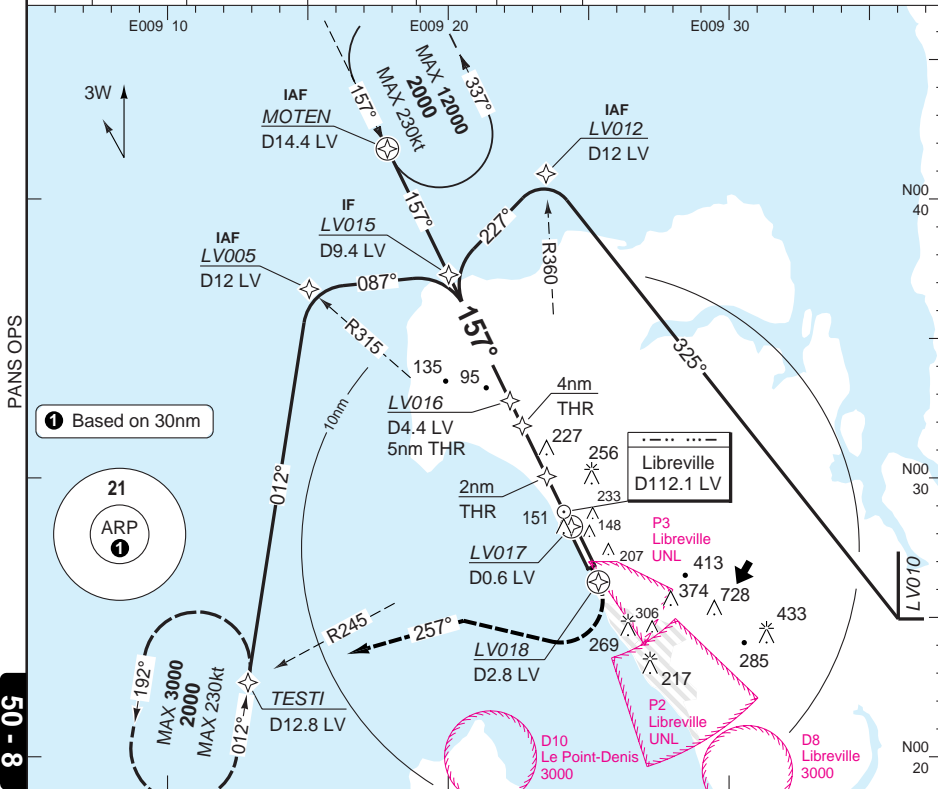 E009 10
E009 20
E009 30
3W
IAF
MOTEN
D14.4 LV
157°
MAX 12000
2000
MAX 230kt
337°
IAF
LV012
D12 LV
N00
40
157°
IF
LV015
D9.4 LV
227°
IAF
LV005
D12 LV
087°
R360
R315
157°
325°
PANS OPS
135
95
10nm
LV016
D4.4 LV
5nm THR
4nm
THR
1 Based on 30nm
227
256
Libreville
D112.1 LV
N00
30
21
ARP
1
012°
2nm
THR
233
151
148
P3
Libreville
UNL
LV017
D0.6 LV
207
413
374
728
LV010
R245
257°
LV018
D2.8 LV
306
269
433
285
217
192°
MAX 3000
2000
MAX 230kt
012°
TESTI
D12.8 LV
P2
Libreville
UNL
D10
Le Point-Denis
3000
D8
Libreville
3000
N00
20
50 - 8